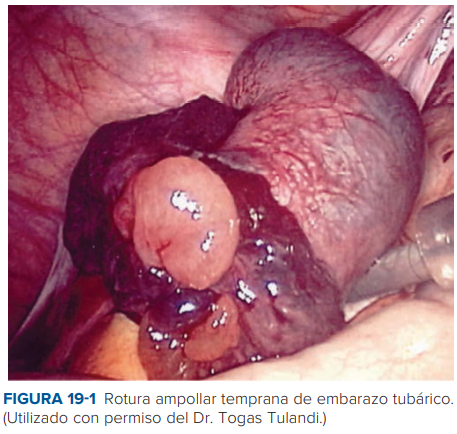 FIGURA 19-1 Rotura ampollar temprana de embarazo tubárico.
(Utilizado con permiso del Dr. Togas Tulandi.)